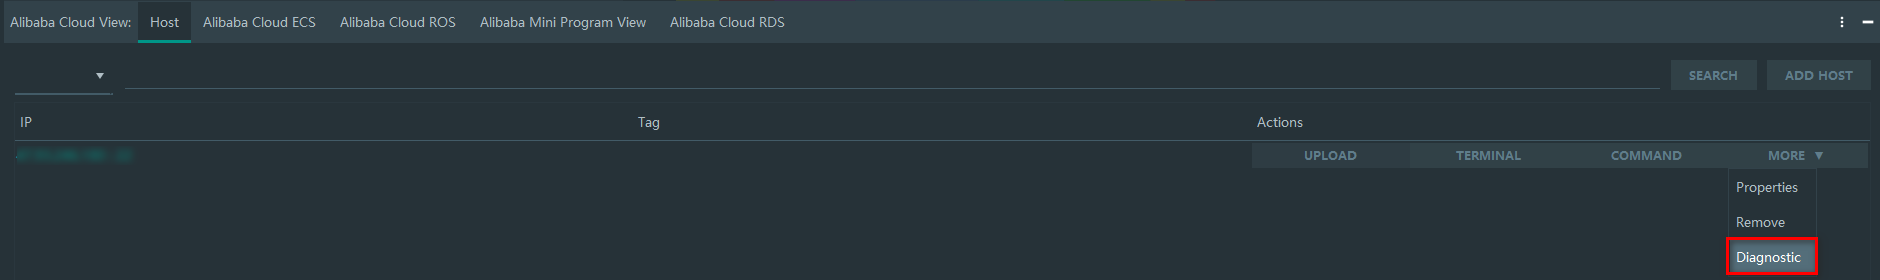 Alibaba Cloud View: Host Alibaba Cloud ECS Alibaba Cloud ROS Alibaba Mini Program View Alibaba Cloud RDS
SEARCH ADD HOST
IP Tag Actions
UPLOAD TERMINAL COMMAND MORE
Properties
Remove
Diagnostic